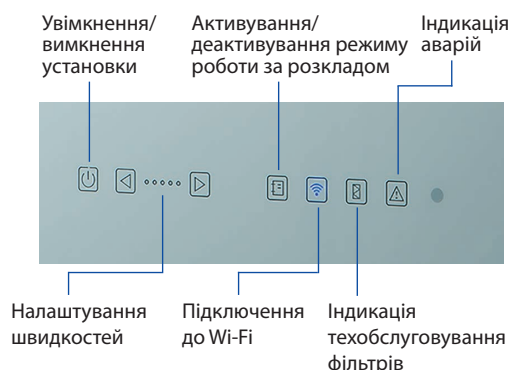 Увімкнення/
вимкнення
установки
Активування/
деактивування режиму
роботи за розкладом
Індикація
аварій
Налаштування
швидкостей
Підключення
до Wi-Fi
Індикація
техобслуговування
фільтрів